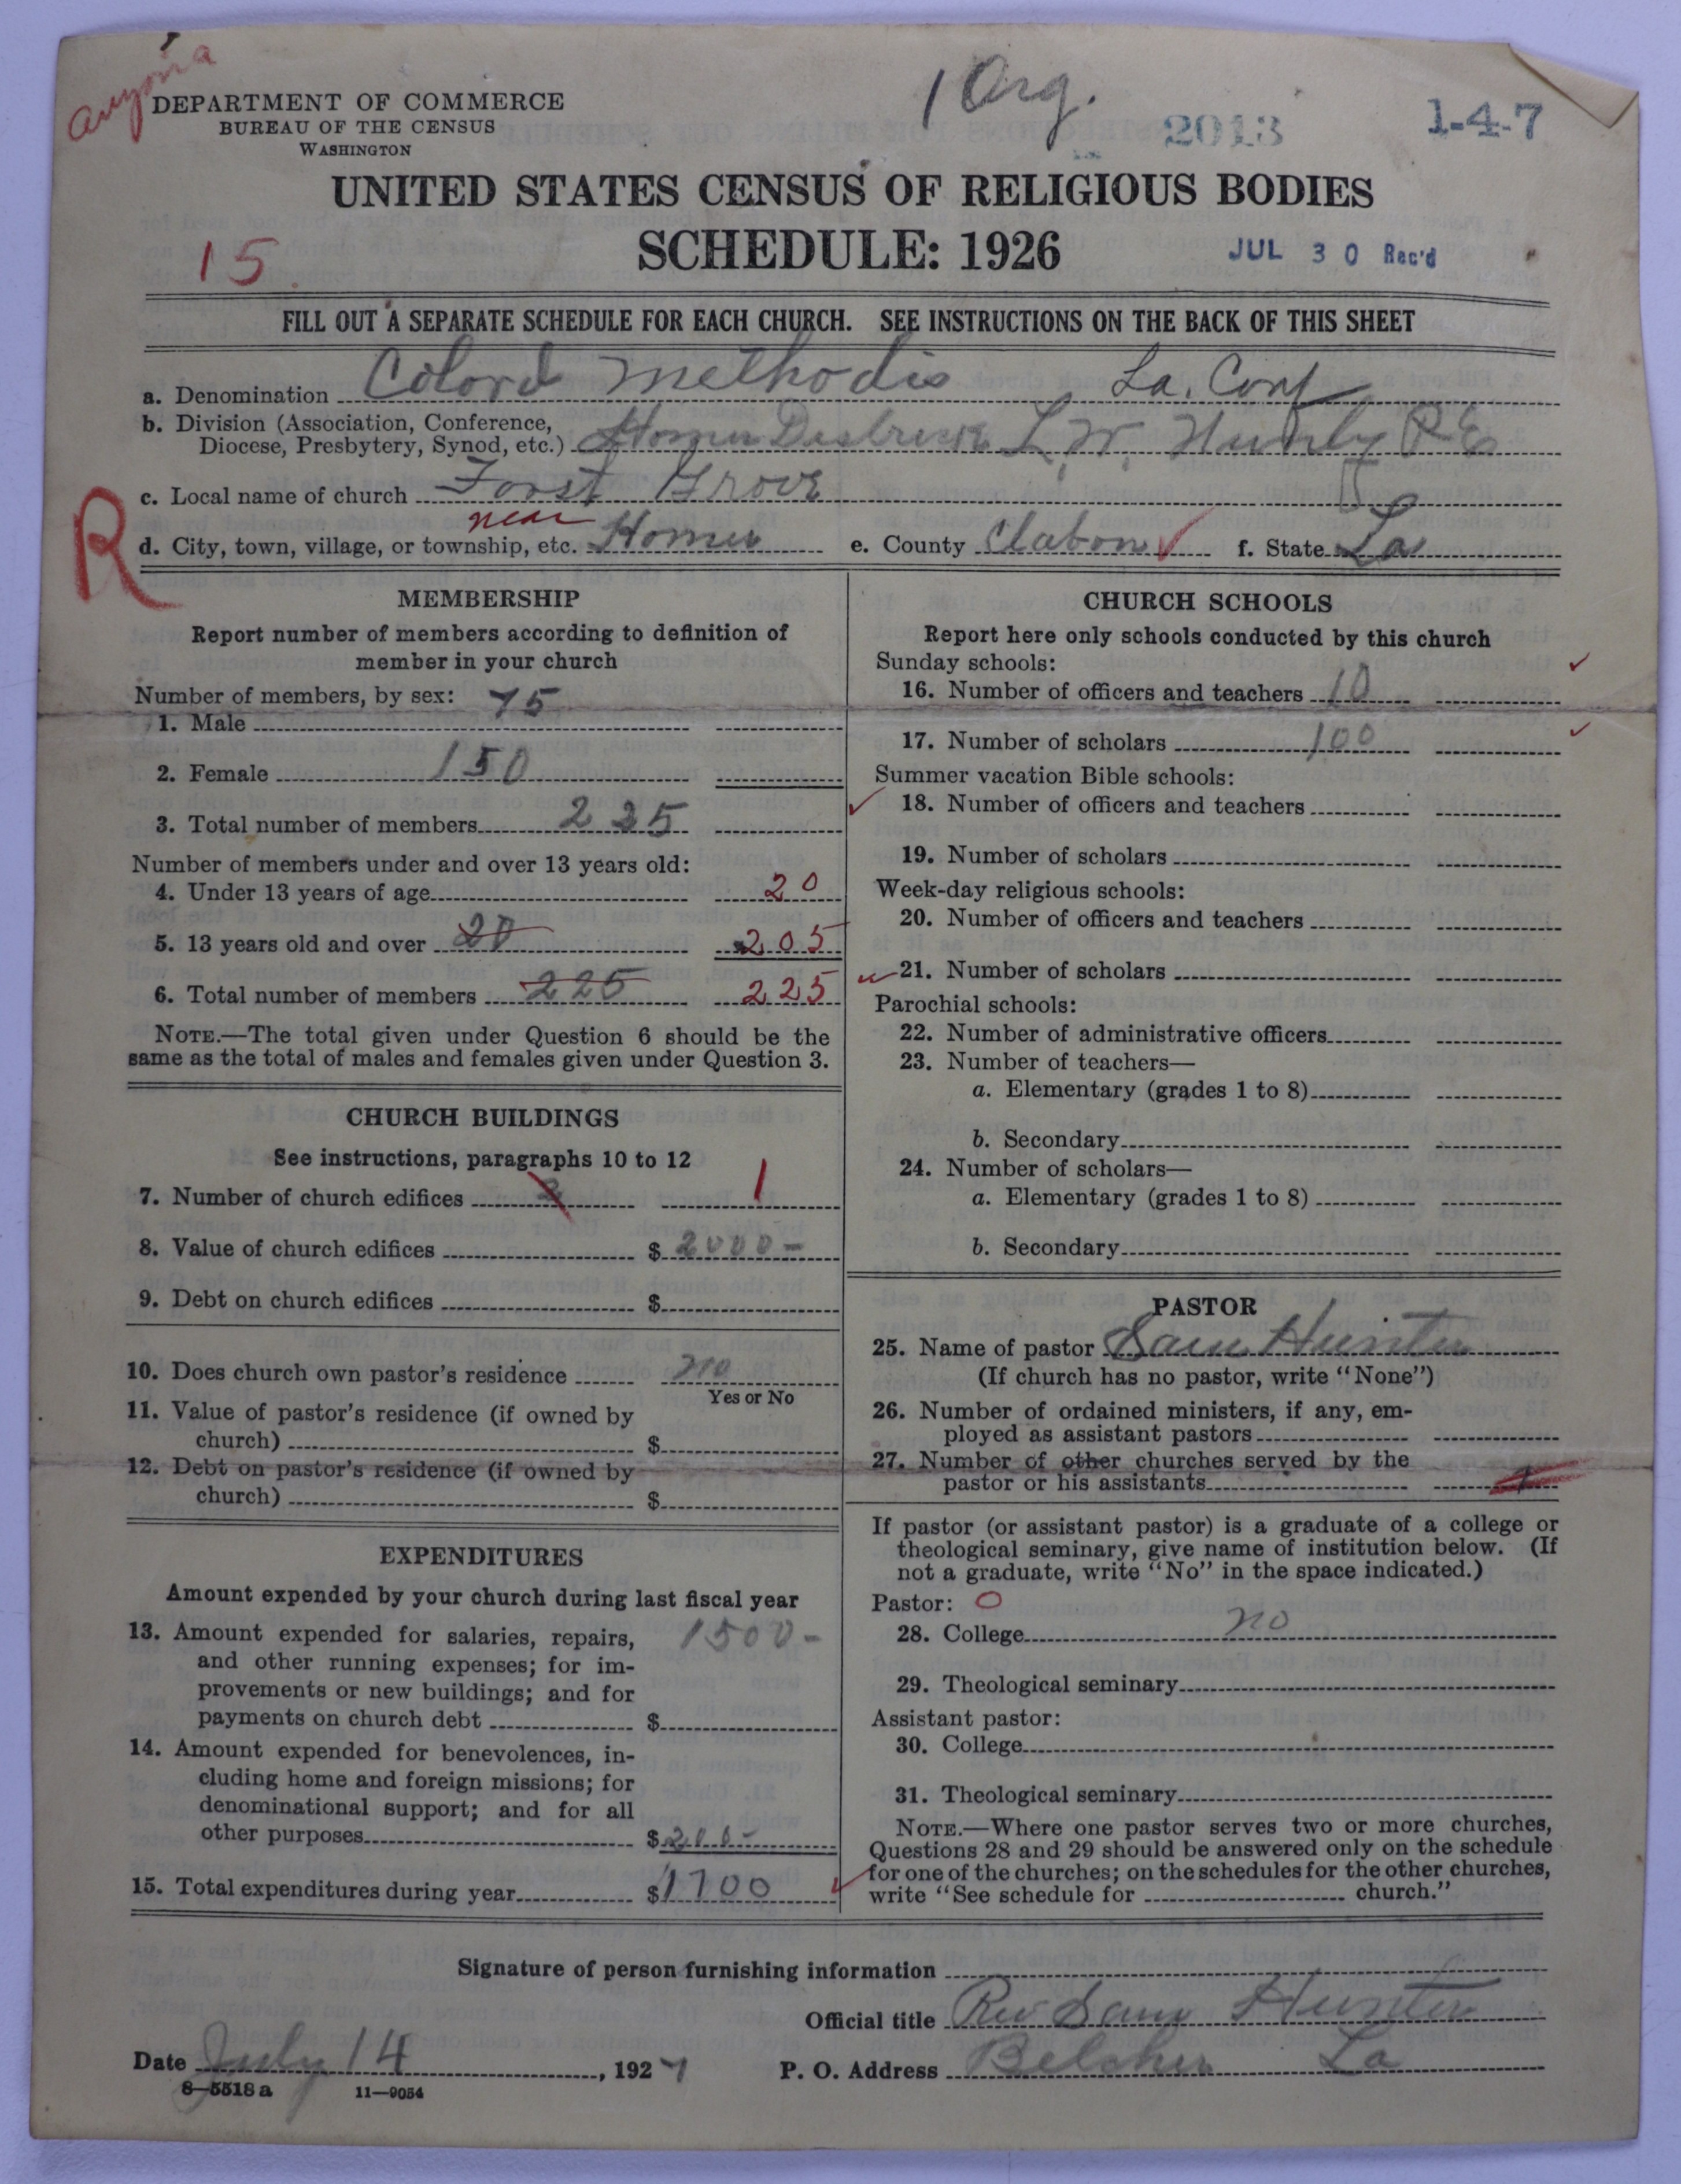 1 Org.
DEPARTMENT OF COMMERCE
BUREAU OF THE CENSUS
WASHINGTON
2013
1-4-7
UNITED STATES CENSUS OF RELIGIOUS BODIES
SCHEDULE: 1926
15
JUL 30 Rec'd
FILL OUT A SEPARATE SCHEDULE FOR EACH CHURCH. SEE INSTRUCTIONS ON THE BACK OF THIS SHEET
a. Denomination Colord Methodis La. Conf
b. Division (Association, Conference,
Diocese, Presbytery, Synod, etc.) Homer L. W. P E
c. Local name of church Forst Grove
R
near
d. City, town, village, or township, etc. Homer e. County Clabon f. State La
MEMBERSHIP
Report number of members according to definition of
member in your church
Number of members, by sex: 75
1. Male
2. Female 150
3. Total number of members 225
Number of members under and over 13 years old:
4. Under 13 years of age 20
5. 13 years old and over 20 205
6. Total number of members 225 225
NOTE.—The total given under Question 6 should be the
same as the total of males and females given under Question 3.
CHURCH BUILDINGS
See instructions, paragraphs 10 to 12
7. Number of church edifices 1
8. Value of church edifices $ 2000-
9. Debt on church edifices $
10. Does church own pastor's residence no
Yes or No
11. Value of pastor's residence (if owned by
church) $
12. Debt on pastor's residence (if owned by
church) $
EXPENDITURES
Amount expended by your church during last fiscal year
13. Amount expended for salaries, repairs, 1500-
and other running expenses; for im-
provements or new buildings; and for
payments on church debt $
14. Amount expended for benevolences, in-
cluding home and foreign missions; for
denominational support; and for all
other purposes $ 200-
15. Total expenditures during year $ 1700
CHURCH SCHOOLS
Report here only schools conducted by this church
Sunday schools:
16. Number of officers and teachers 10
17. Number of scholars 100
Summer vacation Bible schools:
18. Number of officers and teachers
19. Number of scholars
Week-day religious schools:
20. Number of officers and teachers
21. Number of scholars
Parochial schools:
22. Number of administrative officers
23. Number of teachers—
a. Elementary (grades 1 to 8)
b. Secondary
24. Number of scholars—
a. Elementary (grades 1 to 8)
b. Secondary
PASTOR
25. Name of pastor Sam Hunter
(If church has no pastor, write "None")
26. Number of ordained ministers, if any, em-
ployed as assistant pastors
27. Number of other churches served by the
pastor or his assistants 1
If pastor (or assistant pastor) is a graduate of a college or
theological seminary, give name of institution below. (If
not a graduate, write "No" in the space indicated.)
Pastor: O
28. College no
29. Theological seminary
Assistant pastor:
30. College
31. Theological seminary
NOTE.—Where one pastor serves two or more churches,
Questions 28 and 29 should be answered only on the schedule
for one of the churches; on the schedules for the other churches,
write "See schedule for church."
Signature of person furnishing information
Official title Rev Sam Hunter
Date July 14, 1927 P. O. Address Belcher La
8—5518 a 11—9054